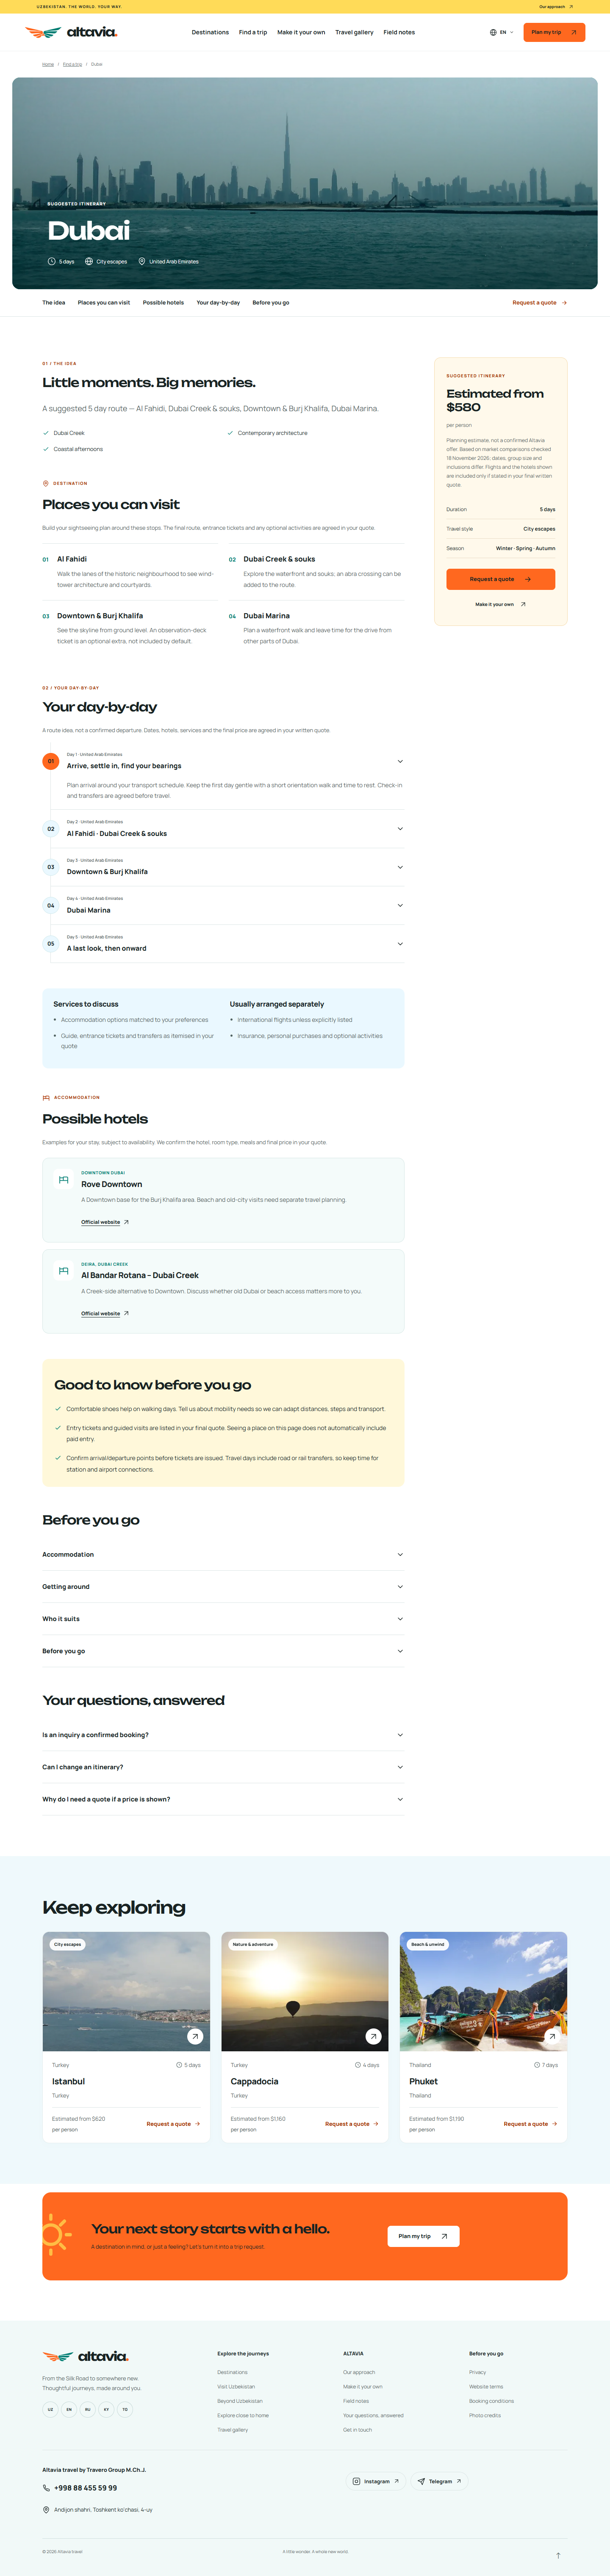 UZBEKISTAN. THE WORLD. YOUR WAY.
Our approach
altavia.
Destinations
Find a trip
Make it your own
Travel gallery
Field notes
EN
Plan my trip
Home / Find a trip / Dubai
SUGGESTED ITINERARY
Dubai
5 days
City escapes
United Arab Emirates
The idea
Places you can visit
Possible hotels
Your day-by-day
Before you go
Request a quote
01 / THE IDEA
Little moments. Big memories.
A suggested 5 day route — Al Fahidi, Dubai Creek & souks, Downtown & Burj Khalifa, Dubai Marina.
Dubai Creek
Contemporary architecture
Coastal afternoons
DESTINATION
Places you can visit
Build your sightseeing plan around these stops. The final route, entrance tickets and any optional activities are agreed in your quote.
01 Al Fahidi
Walk the lanes of the historic neighbourhood to see wind-
tower architecture and courtyards.
02 Dubai Creek & souks
Explore the waterfront and souks; an abra crossing can be
added to the route.
03 Downtown & Burj Khalifa
See the skyline from ground level. An observation-deck
ticket is an optional extra, not included by default.
04 Dubai Marina
Plan a waterfront walk and leave time for the drive from
other parts of Dubai.
SUGGESTED ITINERARY
Estimated from
$580
per person
Planning estimate, not a confirmed Altavia
offer. Based on market comparisons checked
18 November 2026; dates, group size and
inclusions differ. Flights and the hotels shown
are included only if stated in your final written
quote.
Duration 5 days
Travel style City escapes
Season Winter · Spring · Autumn
Request a quote
Make it your own
02 / YOUR DAY-BY-DAY
Your day-by-day
A route idea, not a confirmed departure. Dates, hotels, services and the final price are agreed in your written quote.
01
Day 1 · United Arab Emirates
Arrive, settle in, find your bearings
Plan arrival around your transport schedule. Keep the first day gentle with a short orientation walk and time to rest. Check-in
and transfers are agreed before travel.
02
Day 2 · United Arab Emirates
Al Fahidi · Dubai Creek & souks
03
Day 3 · United Arab Emirates
Downtown & Burj Khalifa
04
Day 4 · United Arab Emirates
Dubai Marina
05
Day 5 · United Arab Emirates
A last look, then onward
Services to discuss
Accommodation options matched to your preferences
Guide, entrance tickets and transfers as itemised in your
quote
Usually arranged separately
International flights unless explicitly listed
Insurance, personal purchases and optional activities
ACCOMMODATION
Possible hotels
Examples for your stay, subject to availability. We confirm the hotel, room type, meals and final price in your quote.
DOWNTOWN DUBAI
Rove Downtown
A Downtown base for the Burj Khalifa area. Beach and old-city visits need separate travel planning.
Official website
DEIRA, DUBAI CREEK
Al Bandar Rotana – Dubai Creek
A Creek-side alternative to Downtown. Discuss whether old Dubai or beach access matters more to you.
Official website
Good to know before you go
Comfortable shoes help on walking days. Tell us about mobility needs so we can adapt distances, steps and transport.
Entry tickets and guided visits are listed in your final quote. Seeing a place on this page does not automatically include
paid entry.
Confirm arrival/departure points before tickets are issued. Travel days include road or rail transfers, so keep time for
station and airport connections.
Before you go
Accommodation
Getting around
Who it suits
Before you go
Your questions, answered
Is an inquiry a confirmed booking?
Can I change an itinerary?
Why do I need a quote if a price is shown?
Keep exploring
City escapes
Turkey
5 days
Istanbul
Turkey
Estimated from $620
per person
Request a quote
Nature & adventure
Turkey
4 days
Cappadocia
Turkey
Estimated from $1,160
per person
Request a quote
Beach & unwind
Thailand
7 days
Phuket
Thailand
Estimated from $1,190
per person
Request a quote
Your next story starts with a hello.
A destination in mind, or just a feeling? Let's turn it into a trip request.
Plan my trip
altavia.
From the Silk Road to somewhere new.
Thoughtful journeys, made around you.
UZ
EN
RU
KY
TG
Explore the journeys
Destinations
Visit Uzbekistan
Beyond Uzbekistan
Explore close to home
Travel gallery
ALTAVIA
Our approach
Make it your own
Field notes
Your questions, answered
Get in touch
Before you go
Privacy
Website terms
Booking conditions
Photo credits
Altavia travel by Travero Group M.Ch.J.
+998 88 455 59 99
Andijon shahri, Toshkent ko'chasi, 4-uy
Instagram
Telegram
© 2026 Altavia travel
A little wonder. A whole new world.